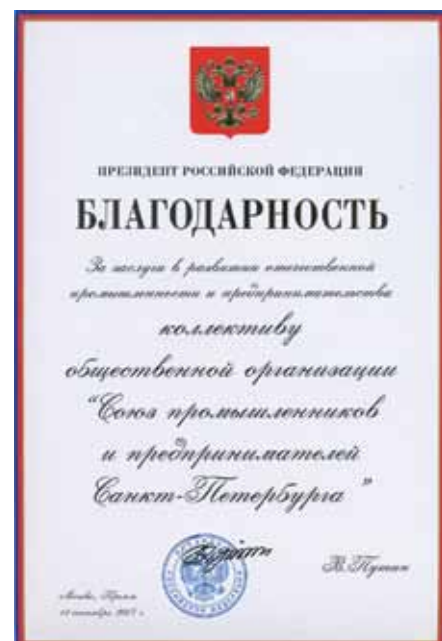 ПРЕЗИДЕНТ РОССИЙСКОЙ ФЕДЕРАЦИИ
БЛАГОДАРНОСТЬ
За заслуги в развитии отечественной
промышленности и предпринимательства
коллективу
общественной организации
"Союз промышленников
и предпринимателей
Санкт-Петербурга"
В. Путин
Москва, Кремль